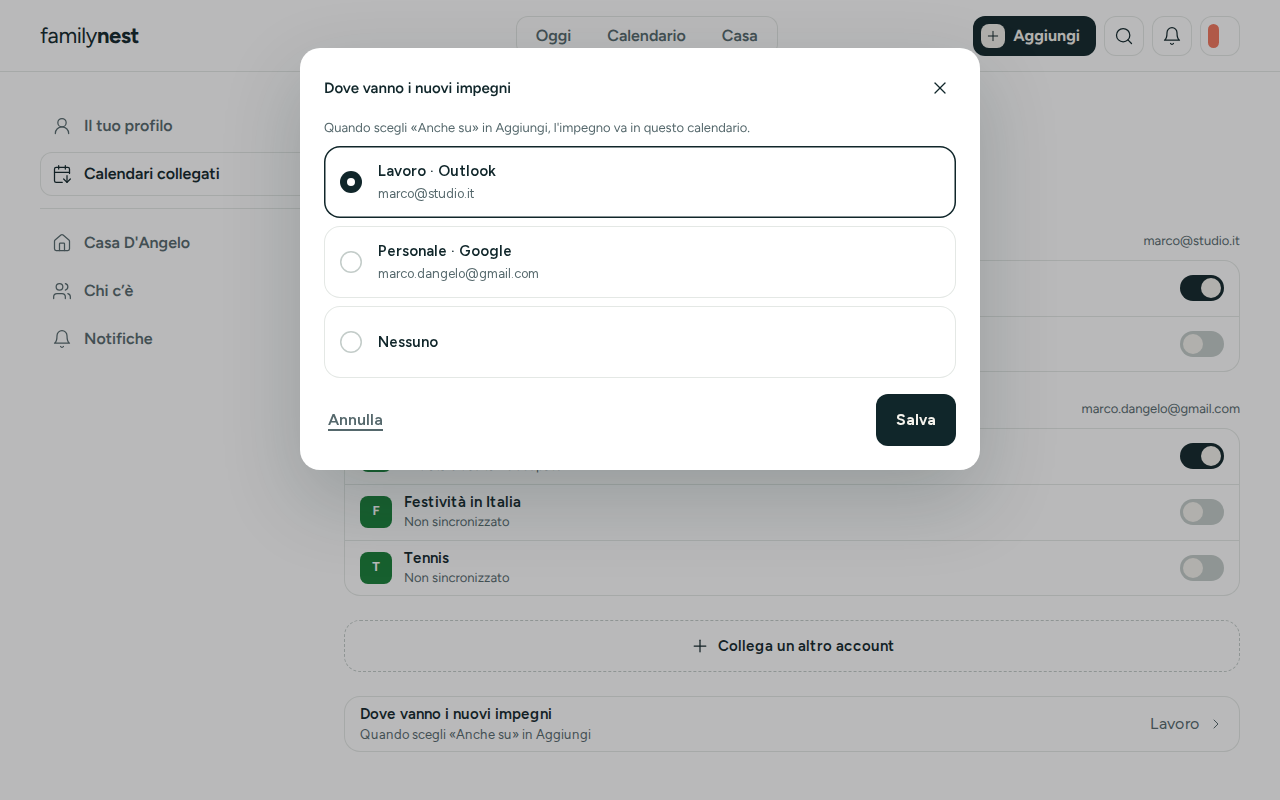 familynest
Oggi
Calendario
Casa
Aggiungi
Il tuo profilo
Calendari collegati
Casa D'Angelo
Chi c'è
Notifiche
Dove vanno i nuovi impegni
Quando scegli «Anche su» in Aggiungi, l'impegno va in questo calendario.
Lavoro · Outlook
marco@studio.it
Personale · Google
marco.dangelo@gmail.com
Nessuno
Annulla
Salva
marco@studio.it
marco.dangelo@gmail.com
F
Festività in Italia
Non sincronizzato
T
Tennis
Non sincronizzato
Collega un altro account
Dove vanno i nuovi impegni
Quando scegli «Anche su» in Aggiungi
Lavoro